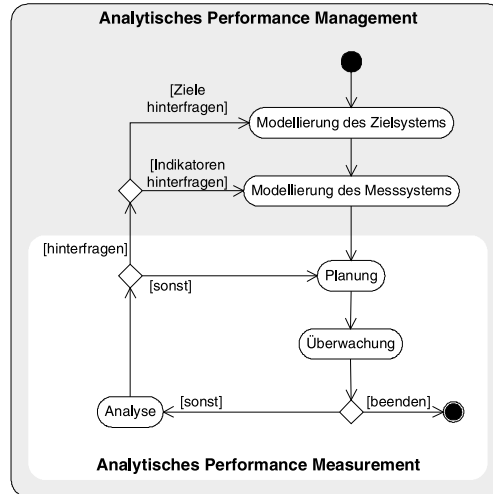 Analytisches Performance Management
[Ziele
hinterfragen]
Modellierung des Zielsystems
[Indikatoren
hinterfragen]
Modellierung des Messsystems
[hinterfragen]
[sonst]
Planung
Überwachung
Analyse
[sonst]
[beenden]
Analytisches Performance Measurement